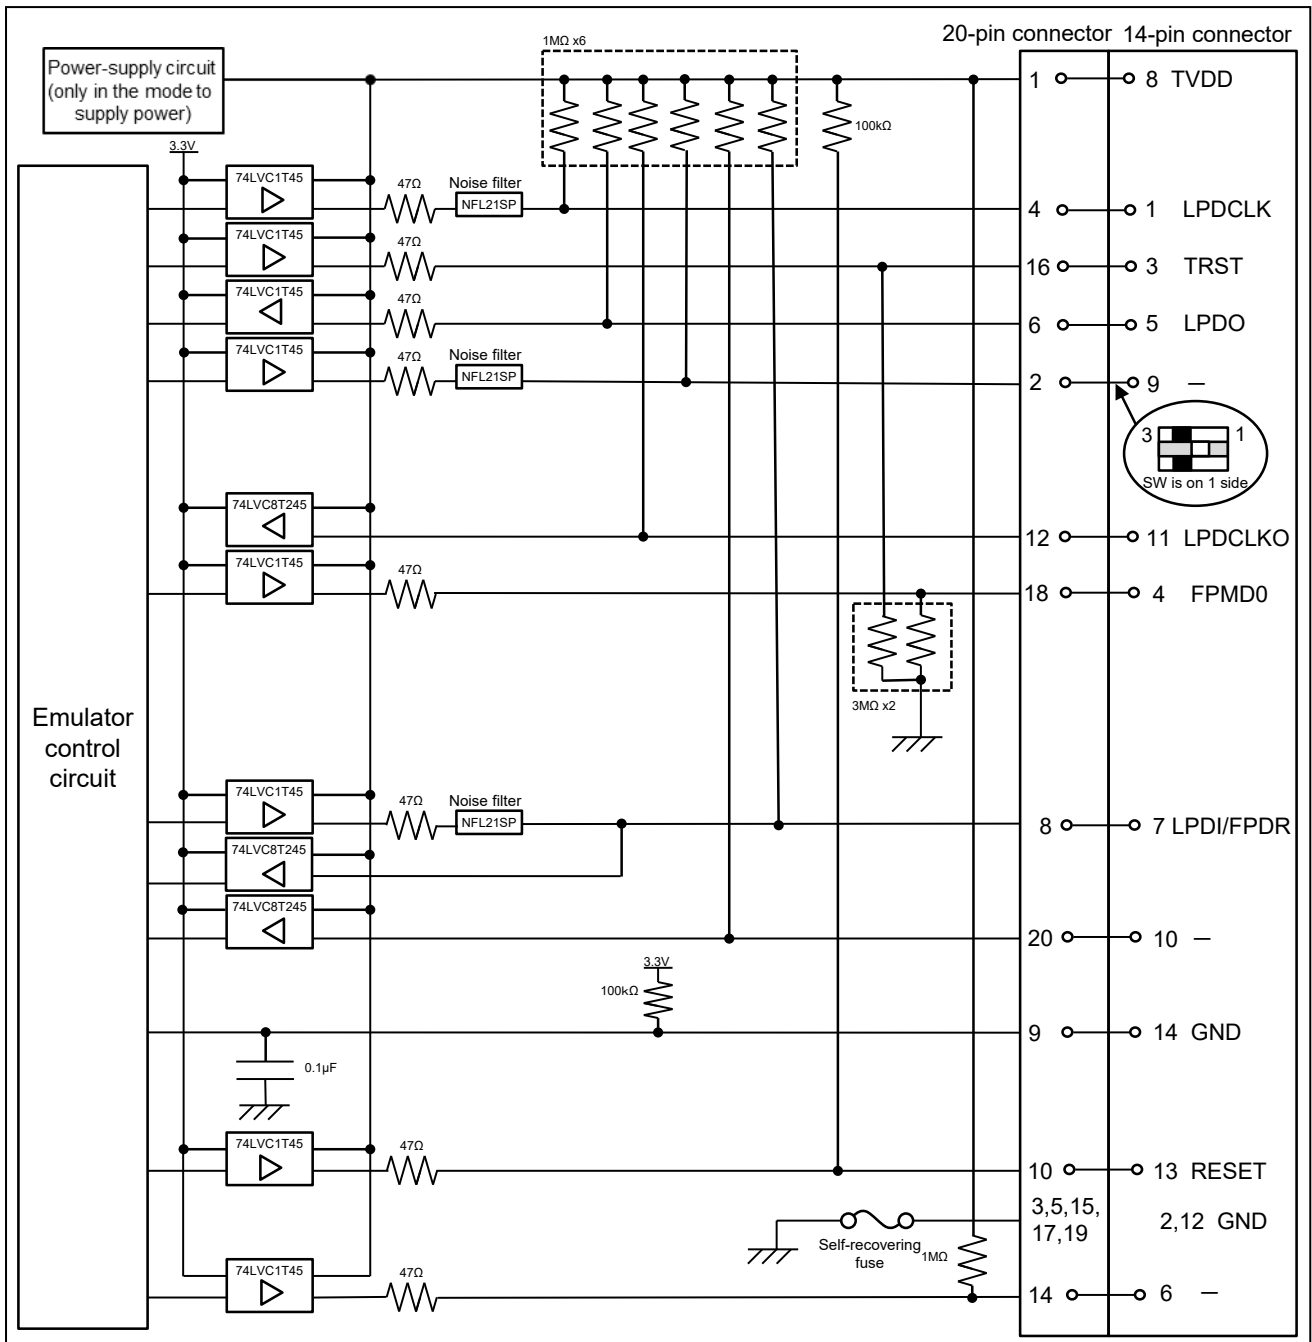 20-pin connector 14-pin connector
1MΩ x6
Power-supply circuit
(only in the mode to
supply power)
1 8 TVDD
100kΩ
3.3V
74LVC1T45 47Ω Noise filter
NFL21SP
4 1 LPDCLK
74LVC1T45 47Ω
16 3 TRST
74LVC1T45 47Ω
6 5 LPDO
74LVC1T45 47Ω Noise filter
NFL21SP
2 9 —
3 1
SW is on 1 side
74LVC8T245
12 11 LPDCLKO
74LVC1T45 47Ω
18 4 FPMD0
3MΩ x2
Emulator
control
circuit
74LVC1T45 47Ω Noise filter
NFL21SP
8 7 LPDI/FPDR
74LVC8T245
74LVC8T245
20 10 —
3.3V
100kΩ
9 14 GND
0.1µF
74LVC1T45 47Ω
10 13 RESET
3,5,15,
17,19
2,12 GND
Self-recovering
fuse
1MΩ
74LVC1T45 47Ω
14 6 —